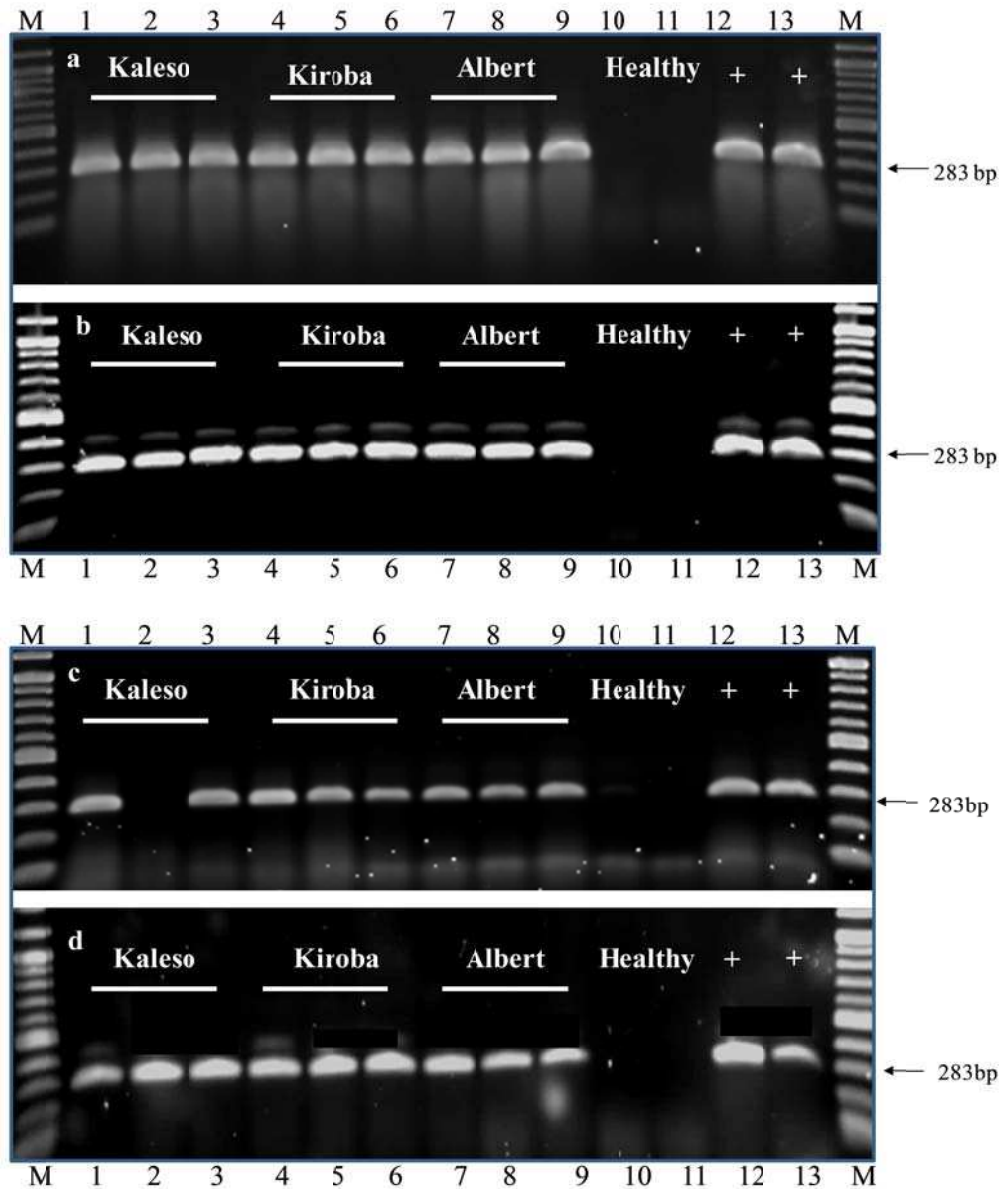 M 1 2 3 4 5 6 7 8 9 10 11 12 13 M
a Kaleso Kiroba Albert Healthy + +
283 bp
b Kaleso Kiroba Albert Healthy + +
283 bp
M 1 2 3 4 5 6 7 8 9 10 11 12 13 M
M 1 2 3 4 5 6 7 8 9 10 11 12 13 M
c Kaleso Kiroba Albert Healthy + +
283bp
d Kaleso Kiroba Albert Healthy + +
283bp
M 1 2 3 4 5 6 7 8 9 10 11 12 13 M